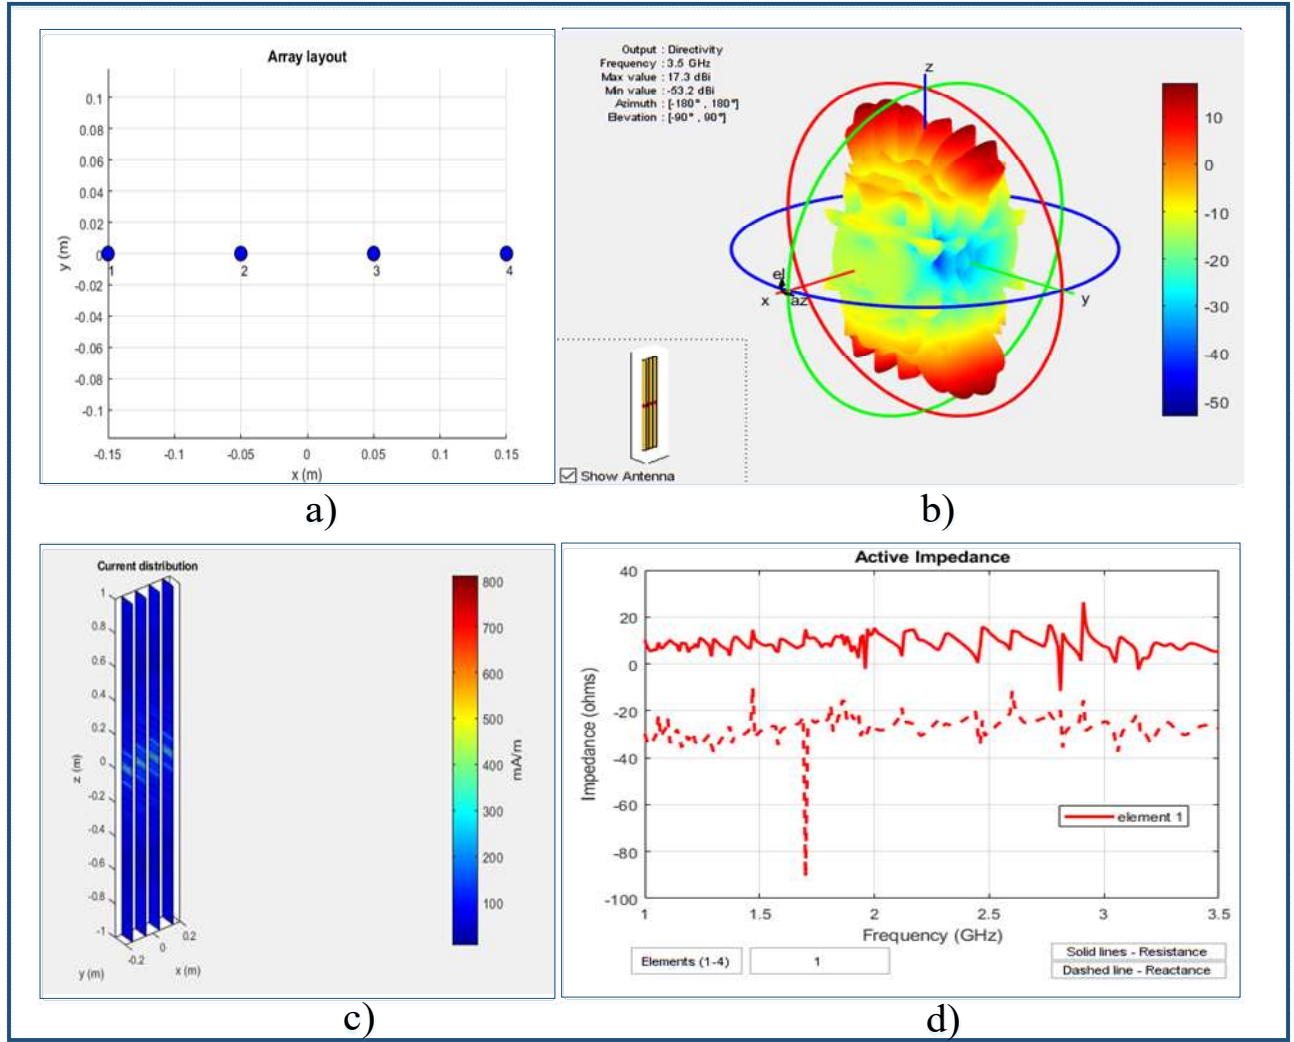 Array layout
0.1
0.08
0.06
0.04
0.02
0
-0.02
-0.04
-0.06
-0.08
-0.1
y (m)
1
2
3
4
-0.15
-0.1
-0.05
0
0.05
0.1
0.15
x (m)
a)
Output : Directivity
Frequency : 3.5 GHz
Max value : 17.3 dBi
Min value : -53.2 dBi
Azimuth : [-180° , 180°]
Elevation : [-90° , 90°]
z
el
x
az
y
10
0
-10
-20
-30
-40
-50
Show Antenna
b)
Current distribution
1
0.8
0.6
0.4
0.2
0
-0.2
-0.4
-0.6
-0.8
-1
z (m)
0.2
0
-0.2
y (m)
x (m)
800
700
600
500
400
300
200
100
mA/m
c)
Active Impedance
40
20
0
-20
-40
-60
-80
-100
Impedance (ohms)
element 1
1
1.5
2
2.5
3
3.5
Frequency (GHz)
Elements (1-4)
1
Solid lines - Resistance
Dashed line - Reactance
d)